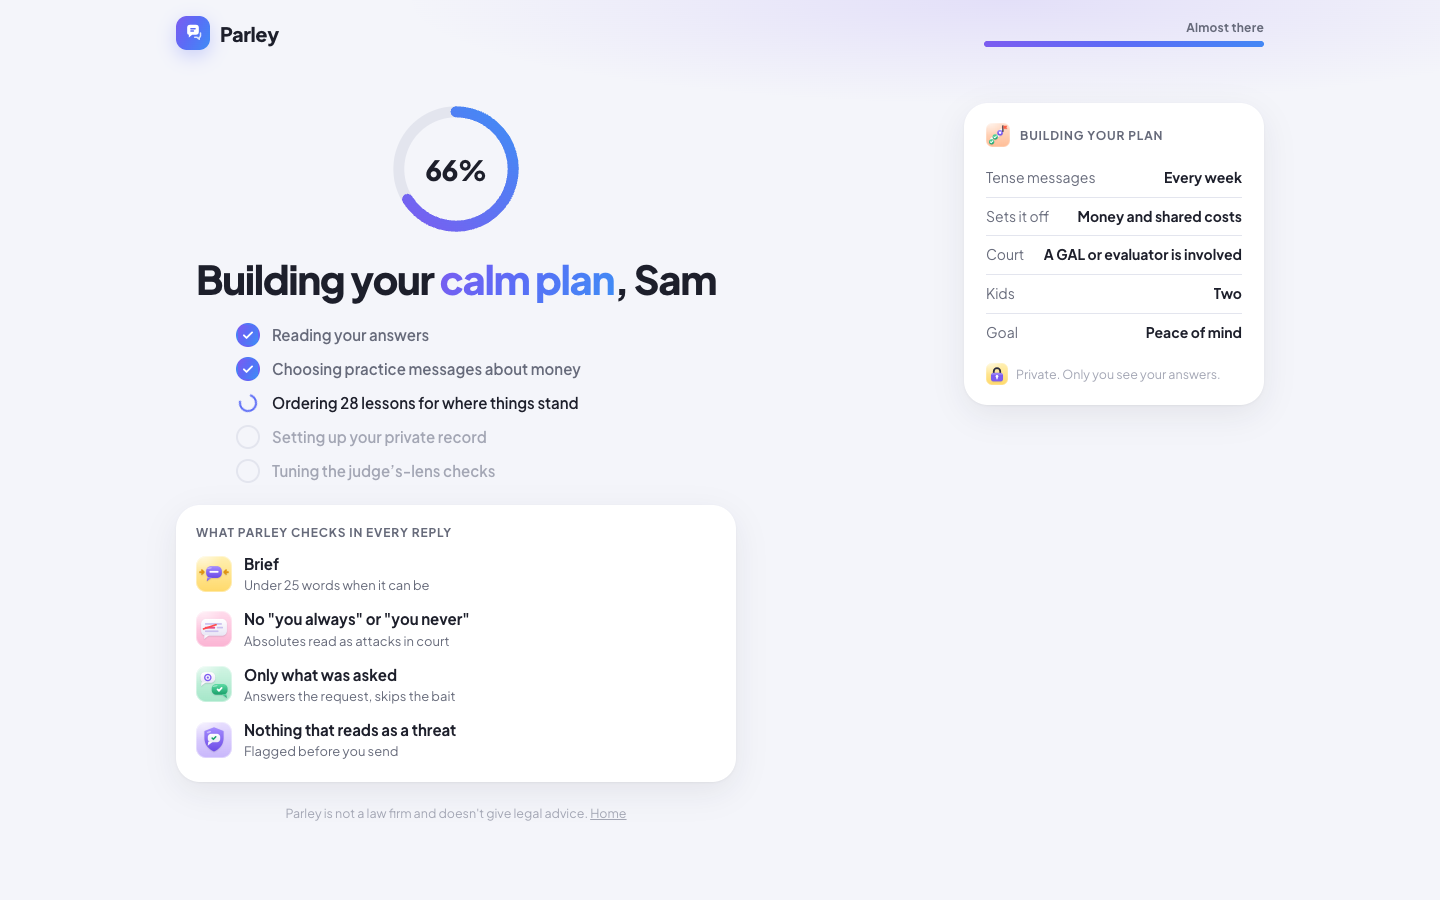 Parley
Almost there
66%
Building your calm plan, Sam
Reading your answers
Choosing practice messages about money
Ordering 28 lessons for where things stand
Setting up your private record
Tuning the judge's-lens checks
WHAT PARLEY CHECKS IN EVERY REPLY
Brief
Under 25 words when it can be
No "you always" or "you never"
Absolutes read as attacks in court
Only what was asked
Answers the request, skips the bait
Nothing that reads as a threat
Flagged before you send
Parley is not a law firm and doesn't give legal advice. Home
BUILDING YOUR PLAN
Tense messages Every week
Sets it off Money and shared costs
Court A GAL or evaluator is involved
Kids Two
Goal Peace of mind
Private. Only you see your answers.